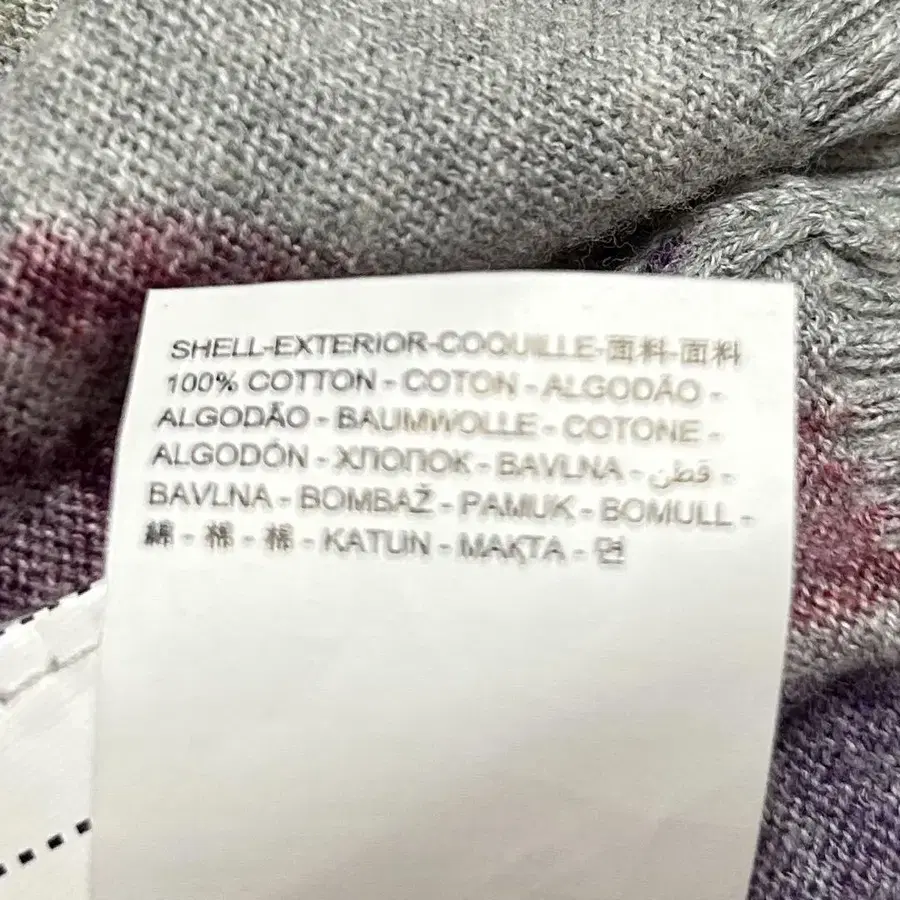 SHELL-EXTERIOR-COQUILLE-面料-面料
100% COTTON - COTON - ALGODÃO -
ALGODÃO - BAUMWOLLE - COTONE -
ALGODÓN - ХЛОПОК - BAVLNA - قطن -
BAVLNA - BOMBAŽ - PAMUK - BOMULL -
綿 - 棉 - 棉 - KATUN - МАҚТА - 면